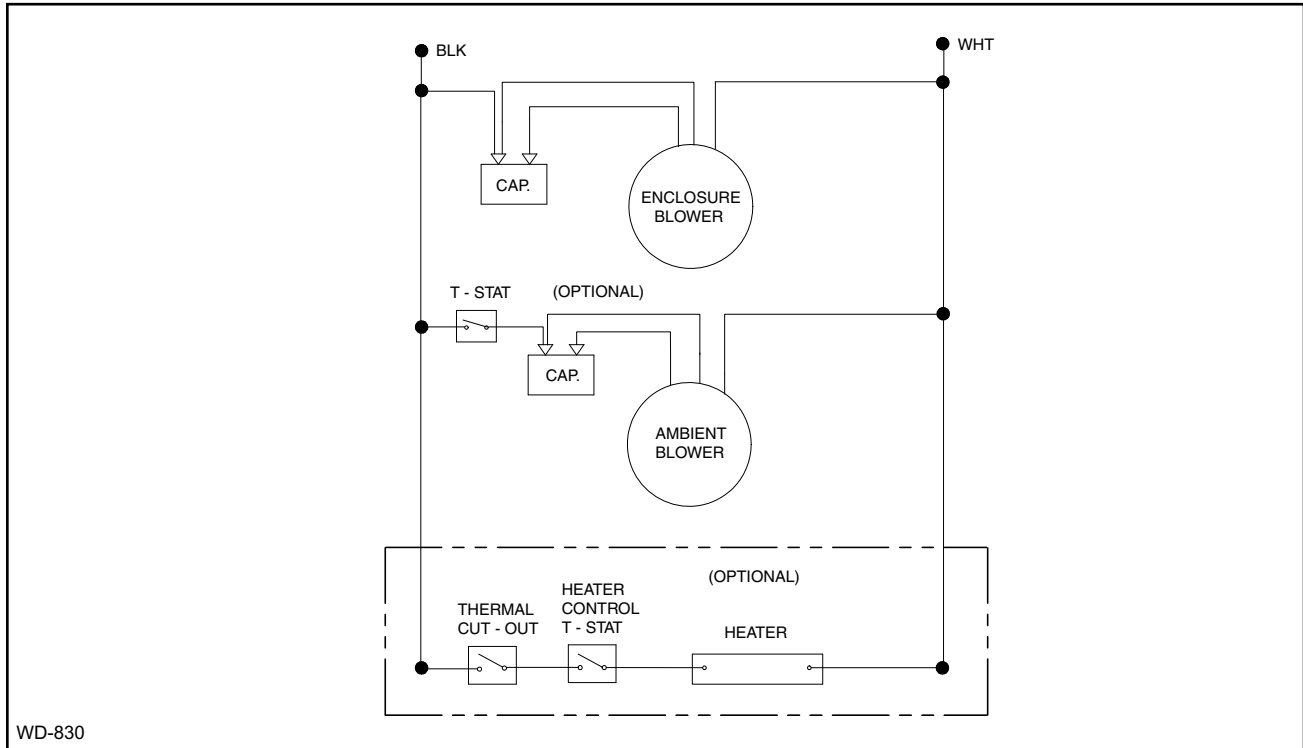 BLK
WHT
CAP.
ENCLOSURE
BLOWER
T - STAT
(OPTIONAL)
CAP.
AMBIENT
BLOWER
(OPTIONAL)
THERMAL
CUT - OUT
HEATER
CONTROL
T - STAT
HEATER
WD-830